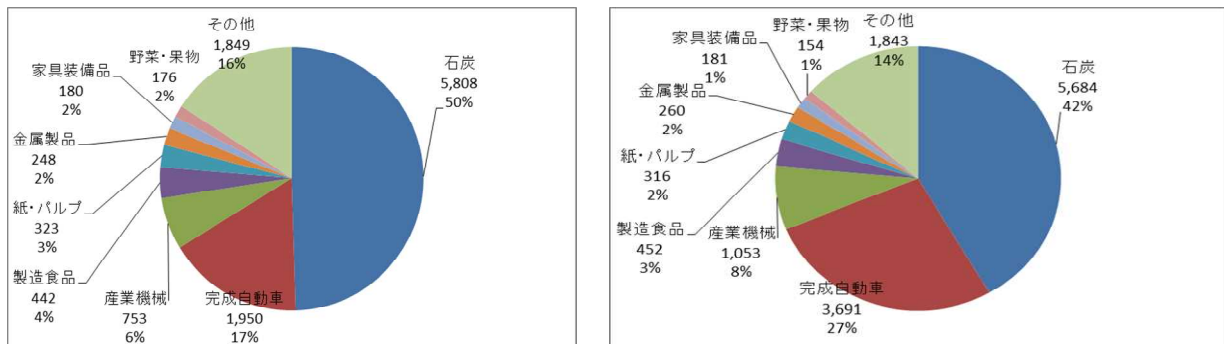 その他
1,849
16%
野菜・果物
176
2%
家具装備品
180
2%
金属製品
248
2%
紙・パルプ
323
3%
製造食品
442
4%
産業機械
753
6%
完成自動車
1,950
17%
石炭
5,808
50%
その他
1,843
14%
野菜・果物
154
1%
家具装備品
181
1%
金属製品
260
2%
紙・パルプ
316
2%
製造食品
452
3%
産業機械
1,053
8%
完成自動車
3,691
27%
石炭
5,684
42%